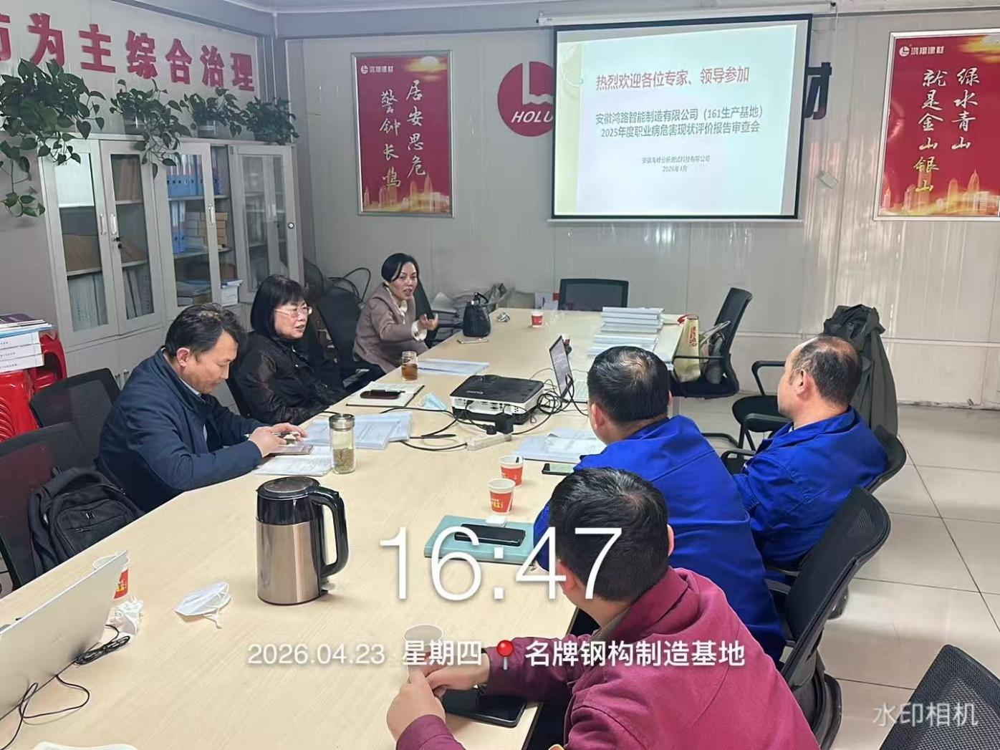 为主综合治理
鸿翔建材
居安思危
警钟长鸣
HOLU
材
热烈欢迎各位专家、领导参加
安徽鸿路智能制造有限公司（161生产基地）
2025年度职业病危害现状评价报告审查会
2026年4月
鸿翔建材
绿水青山
就是金山银山
16:47
2026.04.23 星期四 名牌钢构制造基地
水印相机